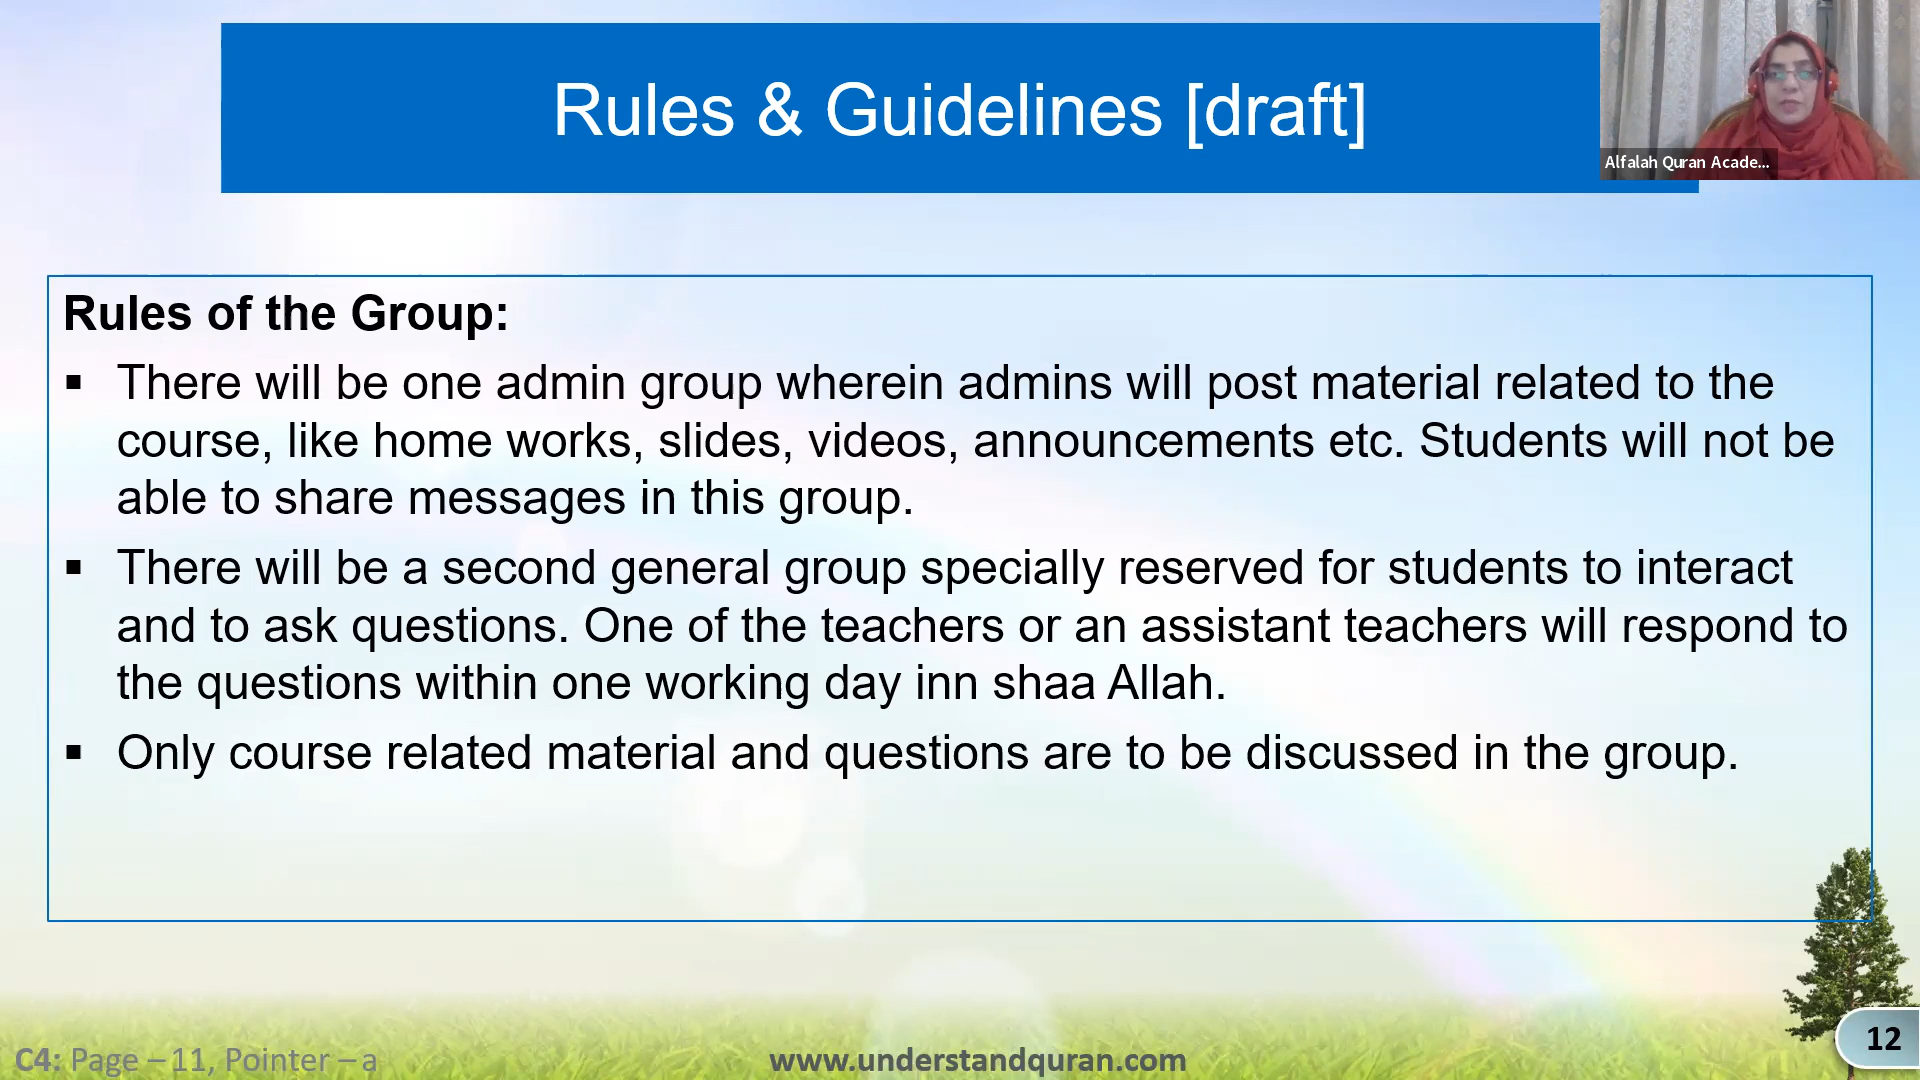 Rules & Guidelines [draft]
Alfalah Quran Acade...
Rules of the Group:
▪ There will be one admin group wherein admins will post material related to the
course, like home works, slides, videos, announcements etc. Students will not be
able to share messages in this group.
▪ There will be a second general group specially reserved for students to interact
and to ask questions. One of the teachers or an assistant teachers will respond to
the questions within one working day inn shaa Allah.
▪ Only course related material and questions are to be discussed in the group.
C4: Page – 11, Pointer – a
www.understandquran.com
12